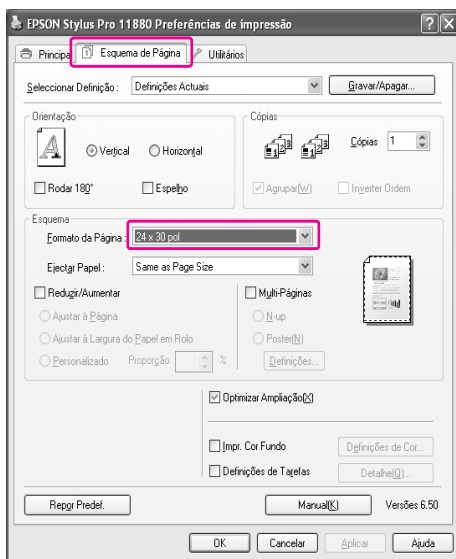 EPSON Stylus Pro 11880 Preferências de impressão
Principal Esquema de Página Utilitários
Seleccionar Definição : Definições Actuais Gravar/Apagar...
Orientação Cópias
Vertical Horizontal Cópias 1
Rodar 180° Espelho Agrupar(W) Inverter Ordem
Esquema
Formato da Página : 24 x 30 pol
Ejectar Papel : Same as Page Size
Reduzir/Aumentar Multi-Páginas
Ajustar à Página N-up
Ajustar à Largura do Papel em Rolo Poster(N)
Personalizado Proporção % Definições...
Optimizar Ampliação(X)
Impr. Cor Fundo Definições de Cor...
Definições de Tarefas Detalhe(Q)...
Repor Predef. Manual(K) Versões 6.50
OK Cancelar Aplicar Ajuda